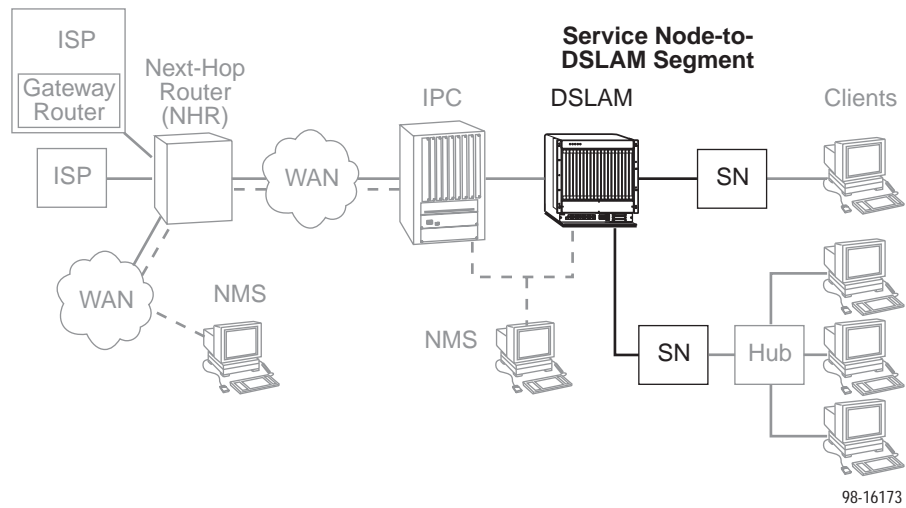 Service Node-to-
DSLAM Segment
ISP
Gateway
Router
Next-Hop
Router
(NHR)
IPC
DSLAM
Clients
ISP
WAN
SN
WAN
NMS
NMS
SN
Hub
98-16173